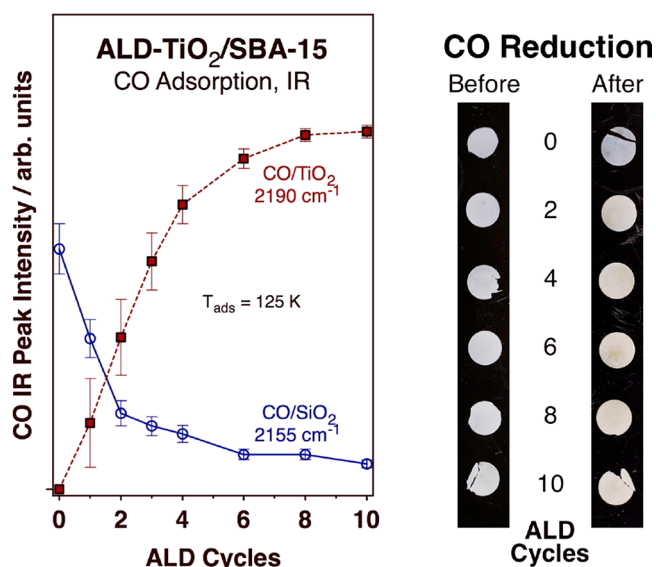 ALD-TiO₂/SBA-15
CO Adsorption, IR
CO IR Peak Intensity / arb. units
CO/TiO₂
2190 cm⁻¹
T_ads = 125 K
CO/SiO₂
2155 cm⁻¹
0 2 4 6 8 10
ALD Cycles
CO Reduction
Before After
0
2
4
6
8
10
ALD
Cycles